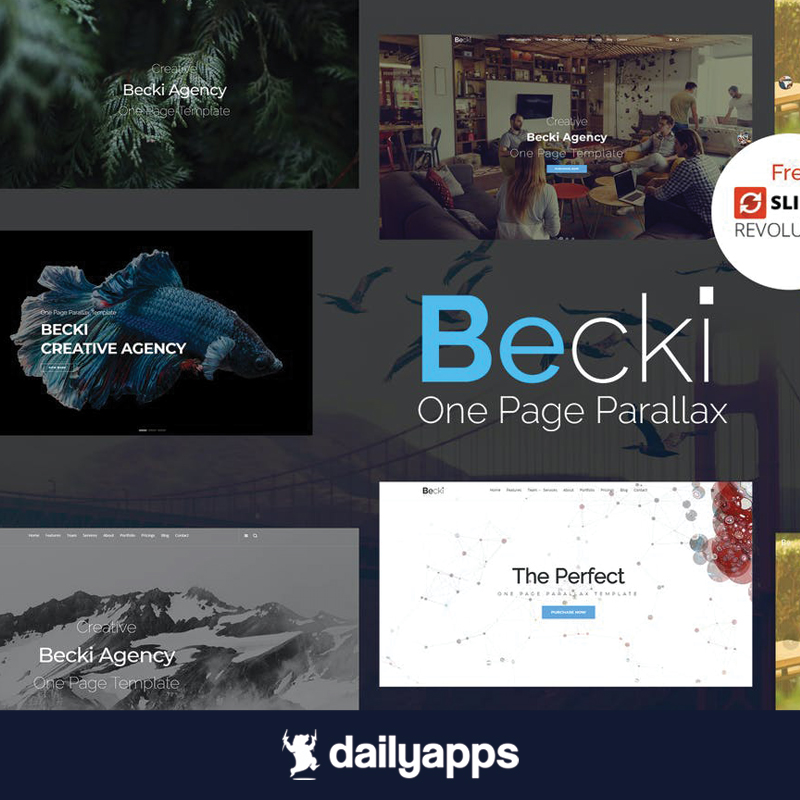 Creative
Becki Agency
One Page Template
Becki
Creative
Becki Agency
One Page Template
PURCHASE NOW
Fre
SLI
REVOLU
One Page Parallax Template
BECKI
CREATIVE AGENCY
Becki
One Page Parallax
Home Features Team Services About Portfolio Pricing Blog Contact
Creative
Becki Agency
One Page Template
Becki
Home Features Team Services About Portfolio Pricing Blog Contact
The Perfect
ONE PAGE PARALLAX TEMPLATE
PURCHASE NOW
dailyapps